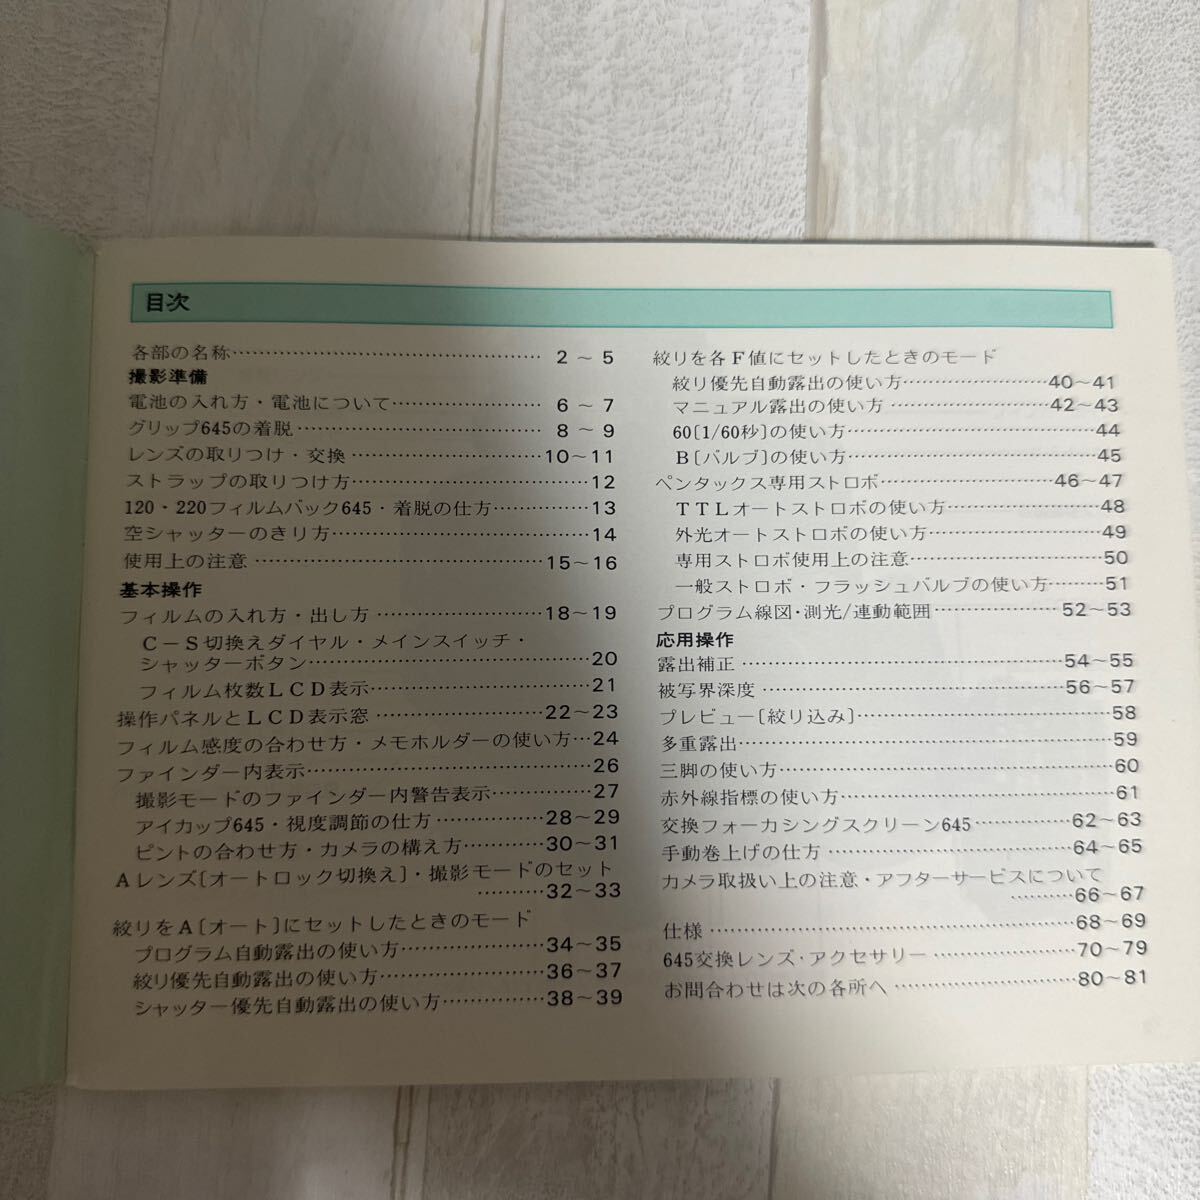 目次
各部の名称……………………………………2～5
撮影準備
電池の入れ方・電池について…………………6～7
グリップ645の着脱……………………………8～9
レンズの取りつけ・交換………………………10～11
ストラップの取りつけ方……………………………12
120・220フィルムバック645・着脱の仕方…………13
空シャッターのきり方………………………………14
使用上の注意……………………………………15～16
基本操作
フィルムの入れ方・出し方……………………18～19
C－S切換えダイヤル・メインスイッチ・
シャッターボタン……………………………………20
フィルム枚数LCD表示………………………………21
操作パネルとLCD表示窓………………………22～23
フィルム感度の合わせ方・メモホルダーの使い方…24
ファインダー内表示…………………………………26
撮影モードのファインダー内警告表示……………27
アイカップ645・視度調節の仕方………………28～29
ピントの合わせ方・カメラの構え方……………30～31
Aレンズ〔オートロック切換え〕・撮影モードのセット
…………32～33
絞りをA〔オート〕にセットしたときのモード
プログラム自動露出の使い方…………………34～35
絞り優先自動露出の使い方……………………36～37
シャッター優先自動露出の使い方……………38～39
絞りを各F値にセットしたときのモード
絞り優先自動露出の使い方……………………40～41
マニュアル露出の使い方………………………42～43
60〔1/60秒〕の使い方………………………………44
B〔バルブ〕の使い方………………………………45
ペンタックス専用ストロボ……………………46～47
TTLオートストロボの使い方………………………48
外光オートストロボの使い方………………………49
専用ストロボ使用上の注意…………………………50
一般ストロボ・フラッシュバルブの使い方………51
プログラム線図・測光/連動範囲………………52～53
応用操作
露出補正…………………………………………54～55
被写界深度………………………………………56～57
プレビュー〔絞り込み〕……………………………58
多重露出………………………………………………59
三脚の使い方…………………………………………60
赤外線指標の使い方…………………………………61
交換フォーカシングスクリーン645……………62～63
手動巻上げの仕方………………………………64～65
カメラ取扱い上の注意・アフターサービスについて
…………66～67
仕様………………………………………………68～69
645交換レンズ・アクセサリー…………………70～79
お問合わせは次の各所へ………………………80～81